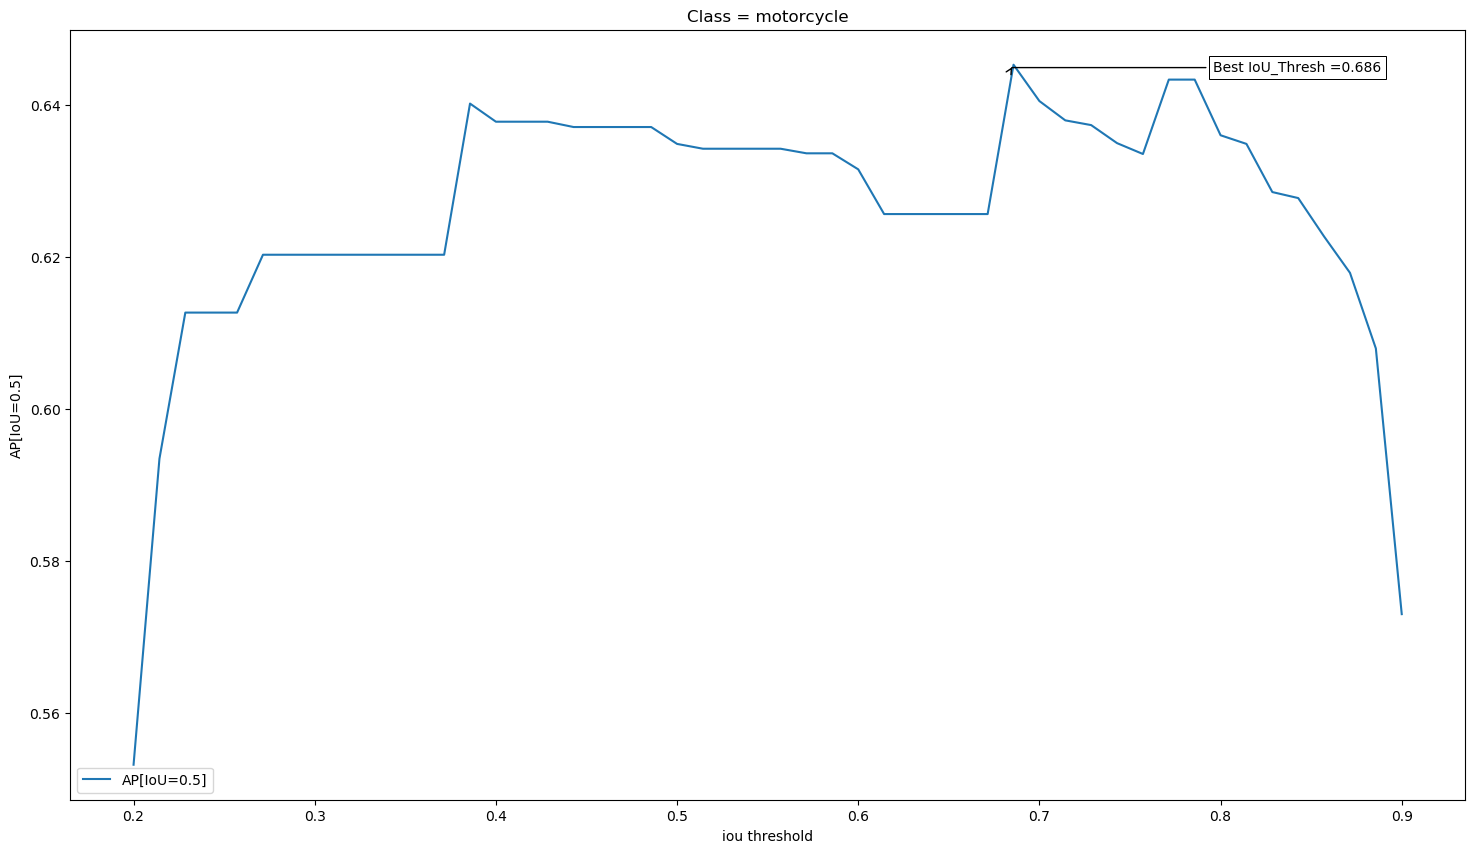 Class = motorcycle
Best IoU_Thresh =0.686
0.64
0.62
0.60
0.58
0.56
AP[IoU=0.5]
AP[IoU=0.5]
0.2 0.3 0.4 0.5 0.6 0.7 0.8 0.9
iou threshold